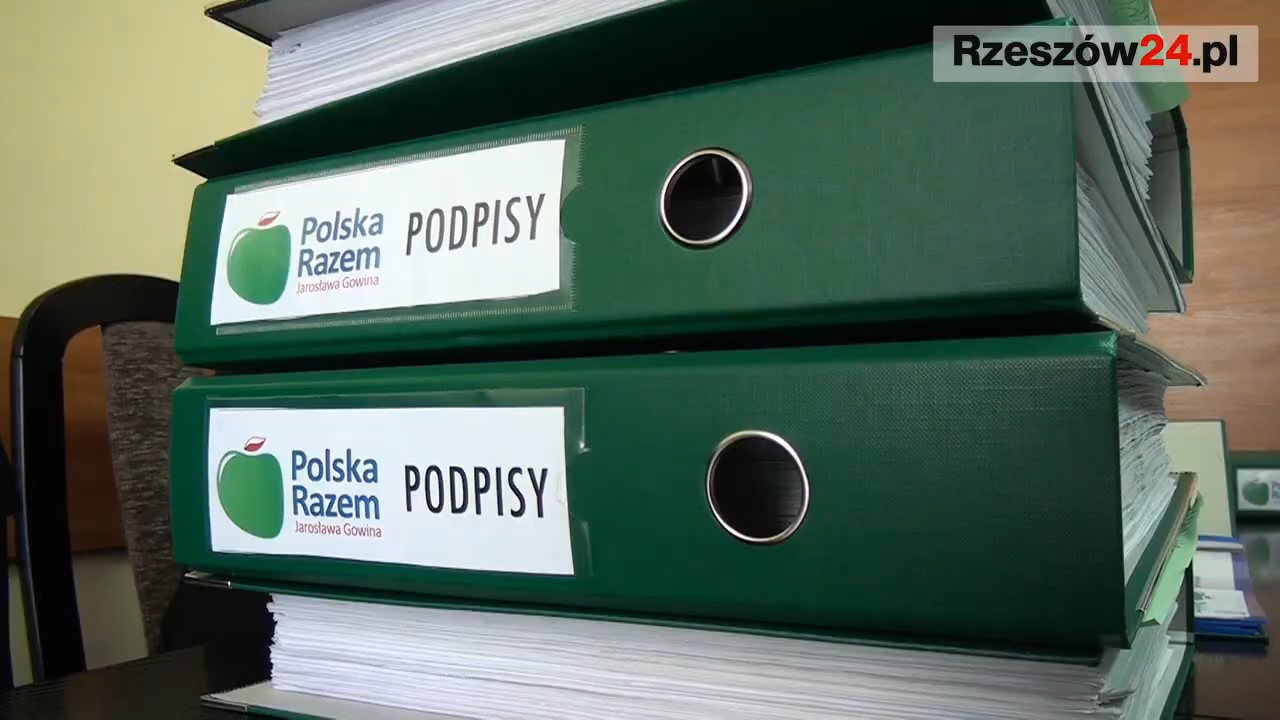 Rzeszów24.pl
Polska
Razem
Jarosława Gowina
PODPISY
Polska
Razem
Jarosława Gowina
PODPISY